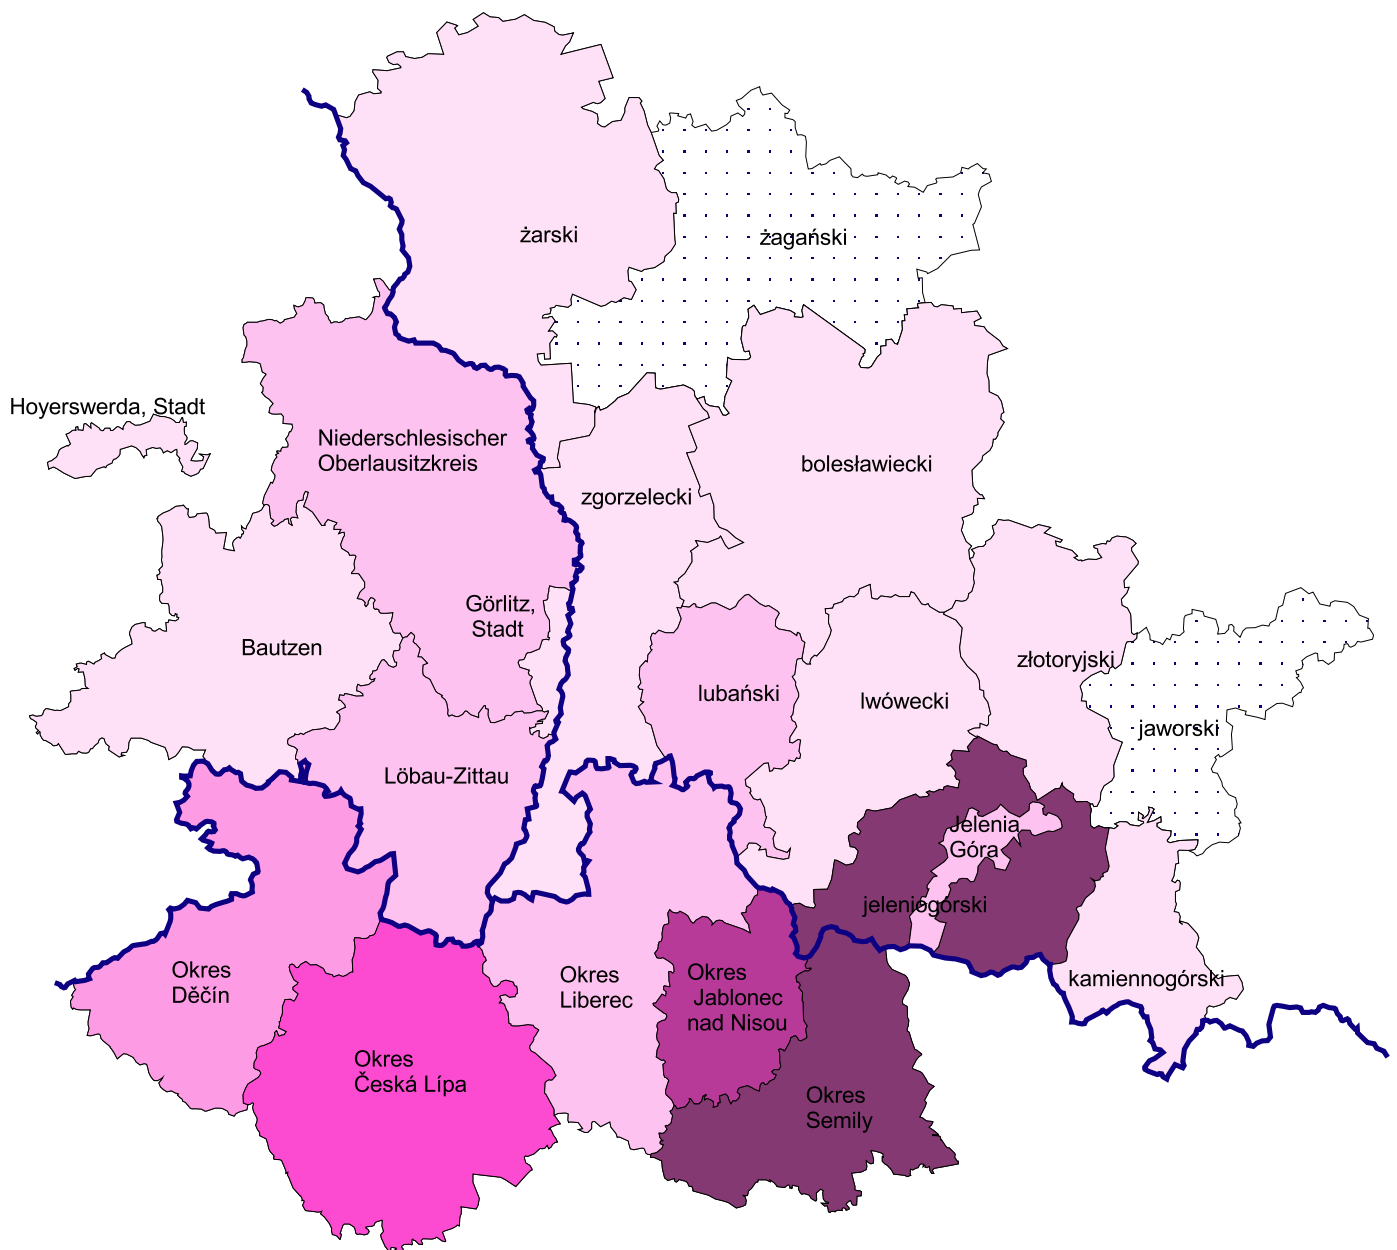 żarski
żagański
Hoyerswerda, Stadt
Niederschlesischer
Oberlausitzkreis
bolesławiecki
zgorzelecki
Görlitz,
Stadt
Bautzen
złotoryjski
lubański
lwówecki
jaworski
Löbau-Zittau
Jelenia
Góra
jeleniogórski
Okres
Děčín
Okres
Liberec
Okres
Jablonec
nad Nisou
kamiennogórski
Okres
Česká Lípa
Okres
Semily